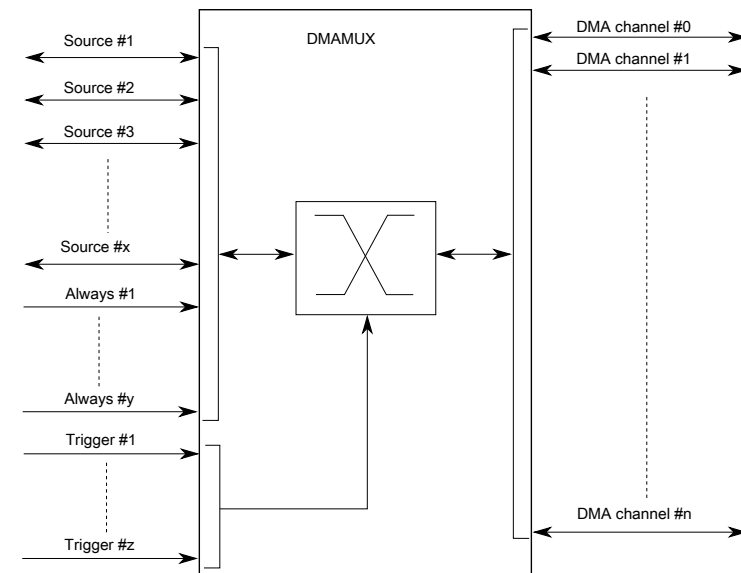 DMAMUX
Source #1
Source #2
Source #3
Source #x
Always #1
Always #y
Trigger #1
Trigger #z
DMA channel #0
DMA channel #1
DMA channel #n